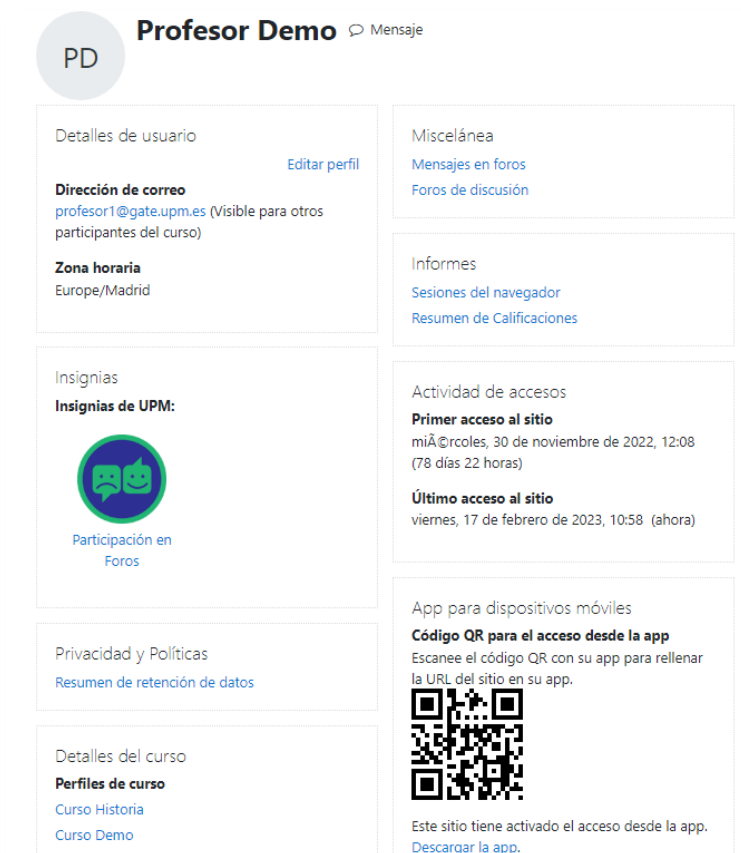 PD
Profesor Demo Mensaje
Detalles de usuario
Editar perfil
Dirección de correo
profesor1@gate.upm.es (Visible para otros
participantes del curso)
Zona horaria
Europe/Madrid
Insignias
Insignias de UPM:
Participación en
Foros
Privacidad y Políticas
Resumen de retención de datos
Detalles del curso
Perfiles de curso
Curso Historia
Curso Demo
Miscelánea
Mensajes en foros
Foros de discusión
Informes
Sesiones del navegador
Resumen de Calificaciones
Actividad de accesos
Primer acceso al sitio
miÃ©rcoles, 30 de noviembre de 2022, 12:08
(78 días 22 horas)
Último acceso al sitio
viernes, 17 de febrero de 2023, 10:58 (ahora)
App para dispositivos móviles
Código QR para el acceso desde la app
Escanee el código QR con su app para rellenar
la URL del sitio en su app.
Este sitio tiene activado el acceso desde la app.
Descargar la app.